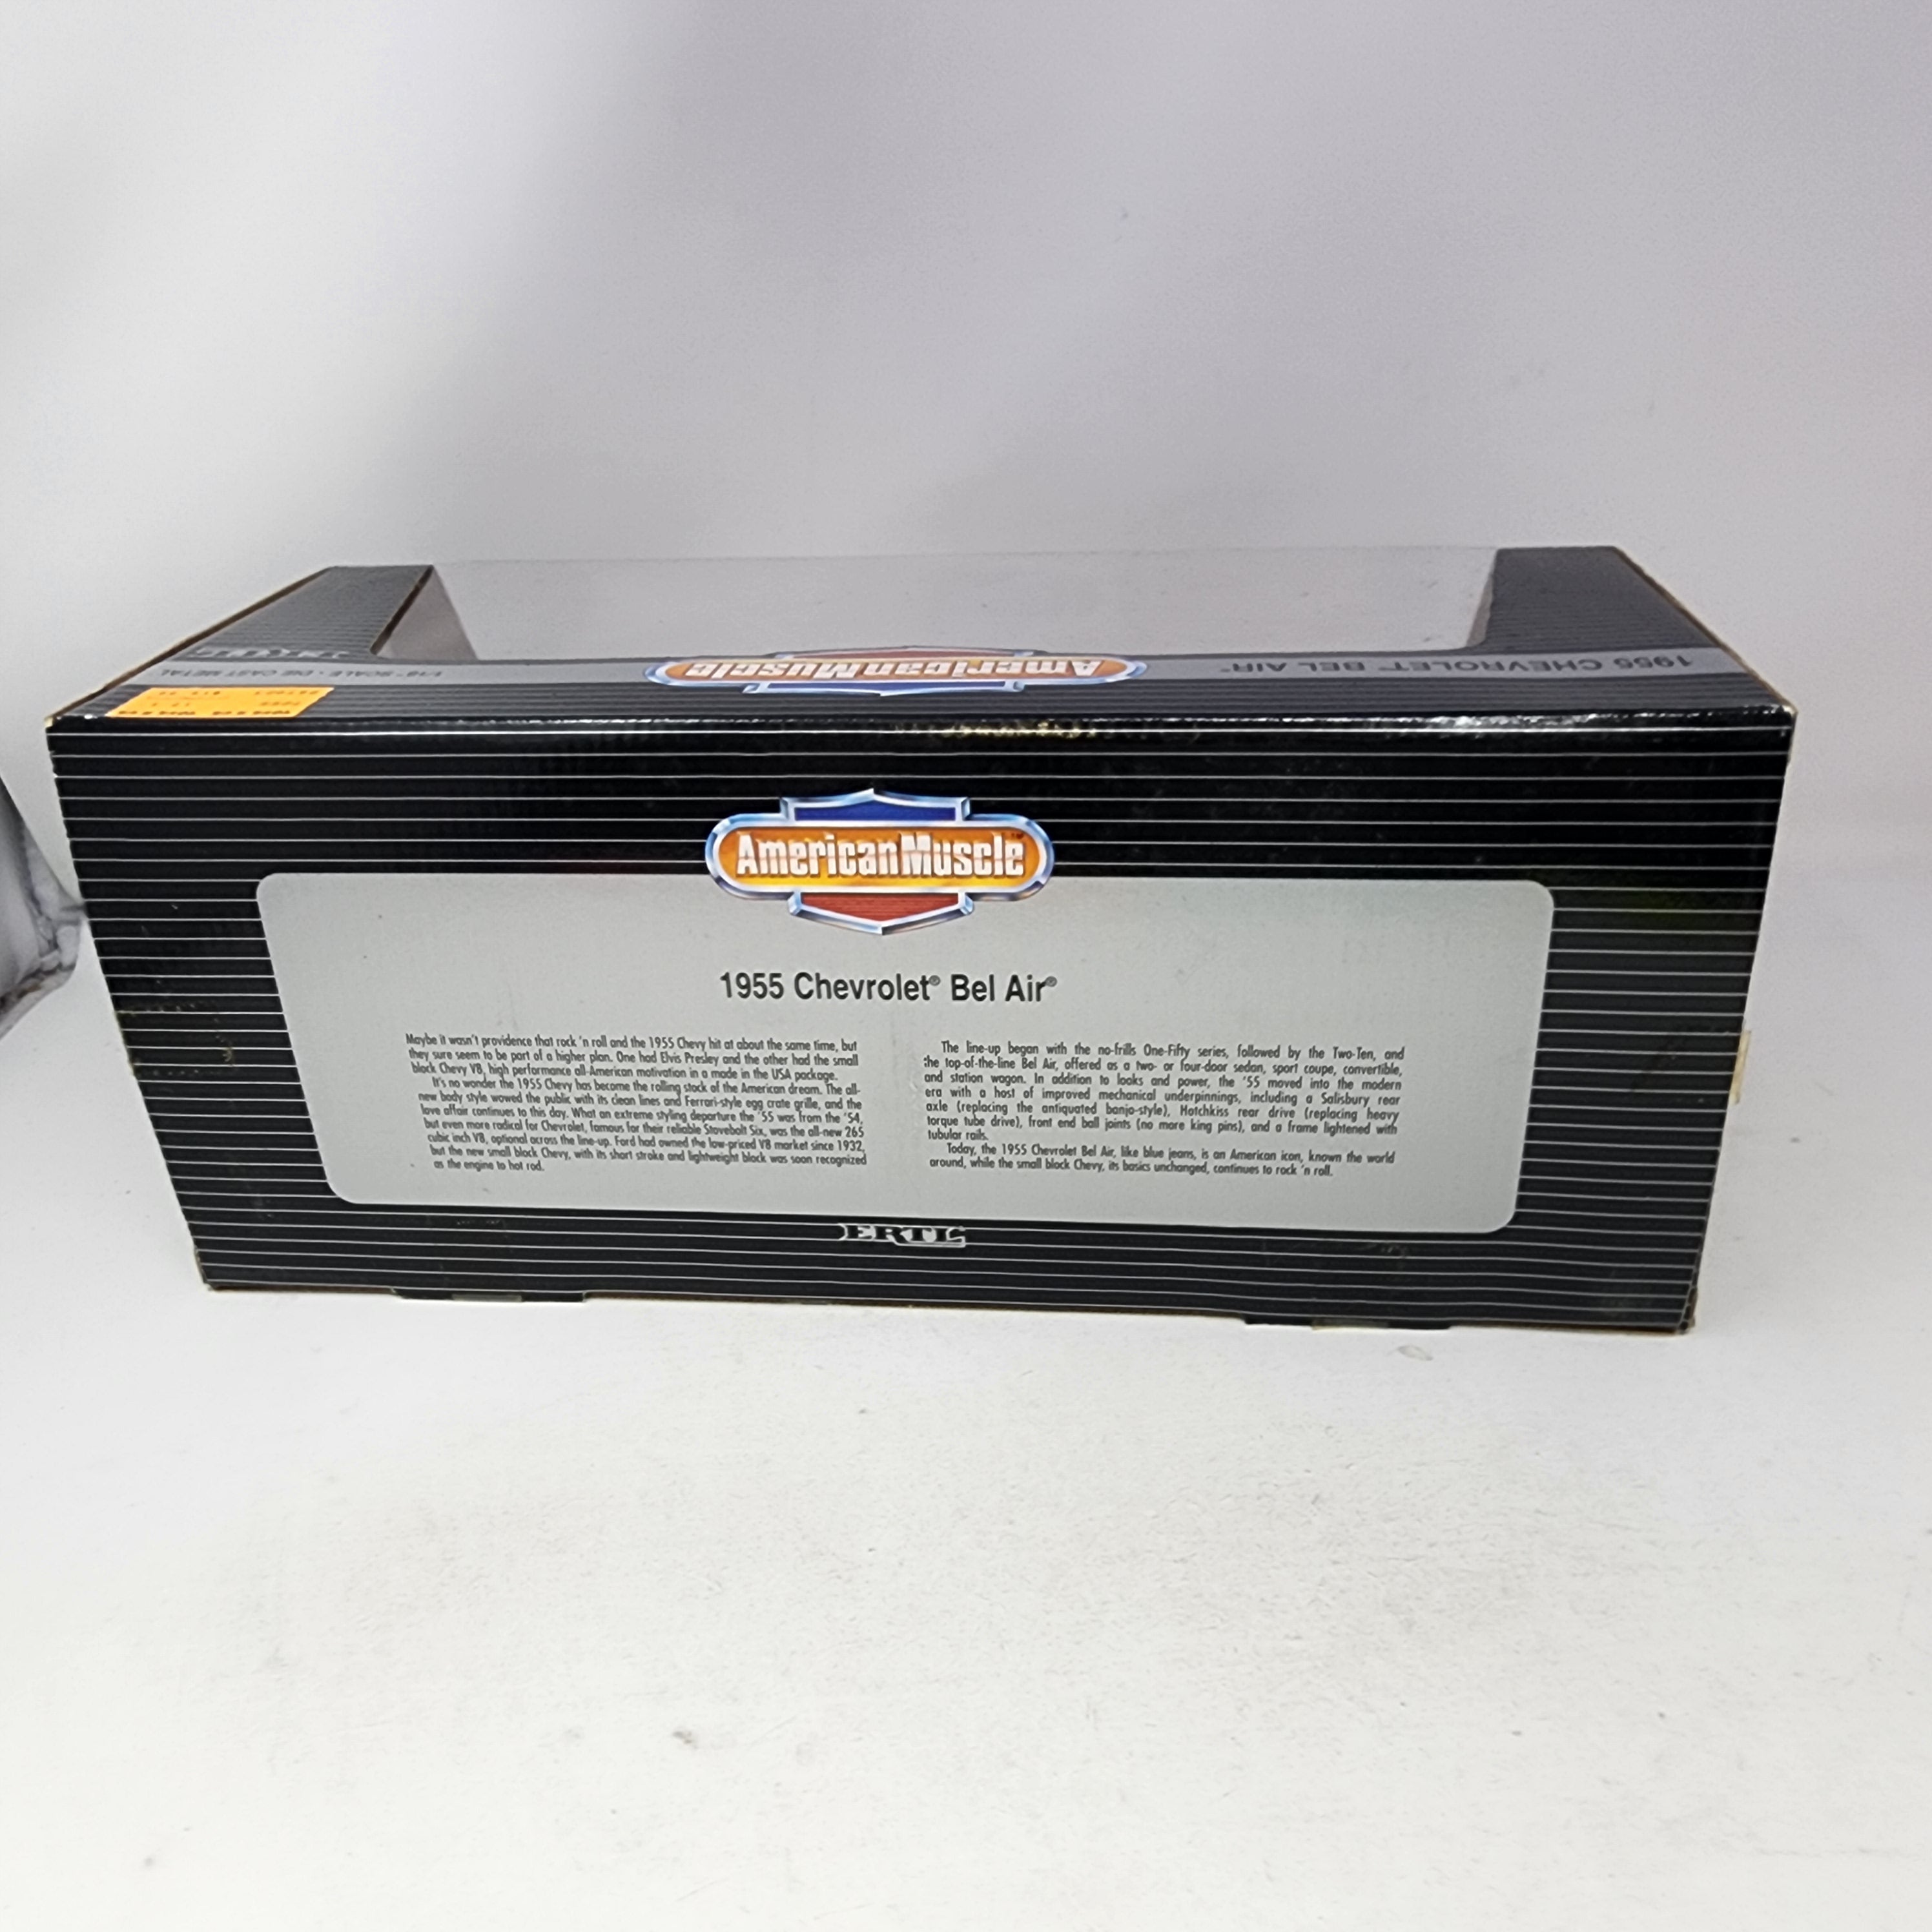 1:18 SCALE • DIE CAST METAL
AmericanMuscle
1955 CHEVROLET BEL AIR
AmericanMuscle™
1955 Chevrolet® Bel Air®
Maybe it wasn't providence that rock 'n roll and the 1955 Chevy hit at about the same time, but
they sure seem to be part of a higher plan. One had Elvis Presley and the other had the small
block Chevy V8, high performance all-American motivation in a made in the USA package.
It's no wonder the 1955 Chevy has become the rolling stock of the American dream. The all-
new body style wowed the public with its clean lines and Ferrari-style egg crate grille, and the
love affair continues to this day. What an extreme styling departure the '55 was from the '54,
but even more radical for Chevrolet, famous for their reliable Stovebolt Six, was the all-new 265
cubic inch V8, optional across the line-up. Ford had owned the low-priced V8 market since 1932,
but the new small block Chevy, with its short stroke and lightweight block was soon recognized
as the engine to hot rod.
The line-up began with the no-frills One-Fifty series, followed by the Two-Ten, and
the top-of-the-line Bel Air, offered as a two- or four-door sedan, sport coupe, convertible,
and station wagon. In addition to looks and power, the '55 moved into the modern
era with a host of improved mechanical underpinnings, including a Salisbury rear
axle (replacing the antiquated banjo-style), Hotchkiss rear drive (replacing heavy
torque tube drive), front end ball joints (no more king pins), and a frame lightened with
tubular rails.
Today, the 1955 Chevrolet Bel Air, like blue jeans, is an American icon, known the world
around, while the small block Chevy, its basics unchanged, continues to rock 'n roll.
ERTL